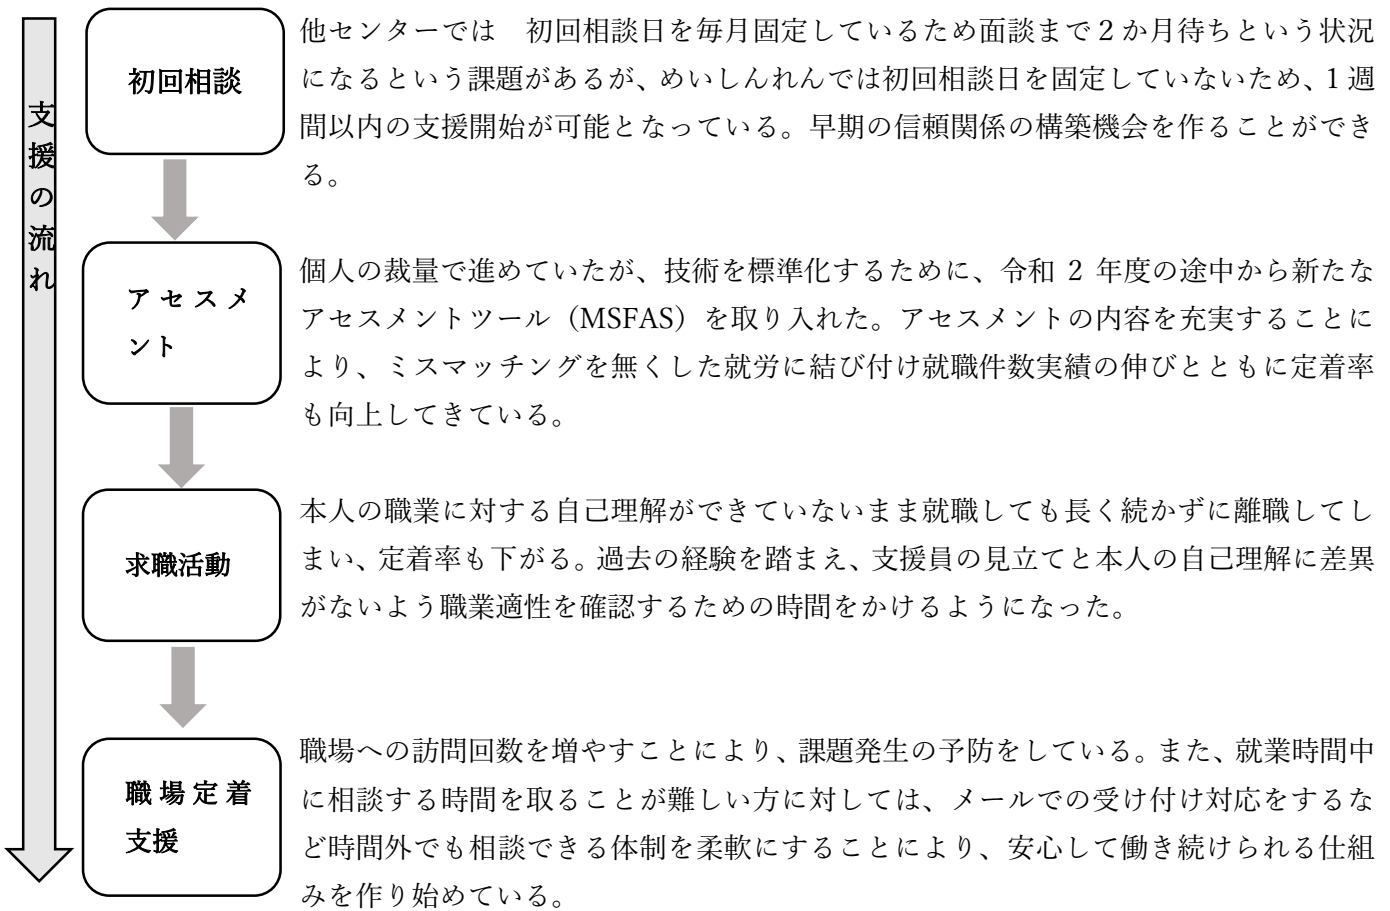 支援の流れ
初回相談
他センターでは　初回相談日を毎月固定しているため面談まで２か月待ちという状況
になるという課題があるが、めいしんれんでは初回相談日を固定していないため、1 週
間以内の支援開始が可能となっている。早期の信頼関係の構築機会を作ることができ
る。
アセスメ
ント
個人の裁量で進めていたが、技術を標準化するために、令和 2 年度の途中から新たな
アセスメントツール（MSFAS）を取り入れた。アセスメントの内容を充実することに
より、ミスマッチングを無くした就労に結び付け就職件数実績の伸びとともに定着率
も向上してきている。
求職活動
本人の職業に対する自己理解ができていないまま就職しても長く続かずに離職してし
まい、定着率も下がる。過去の経験を踏まえ、支援員の見立てと本人の自己理解に差異
がないよう職業適性を確認するための時間をかけるようになった。
職場定着
支援
職場への訪問回数を増やすことにより、課題発生の予防をしている。また、就業時間中
に相談する時間を取ることが難しい方に対しては、メールでの受け付け対応をするな
ど時間外でも相談できる体制を柔軟にすることにより、安心して働き続けられる仕組
みを作り始めている。